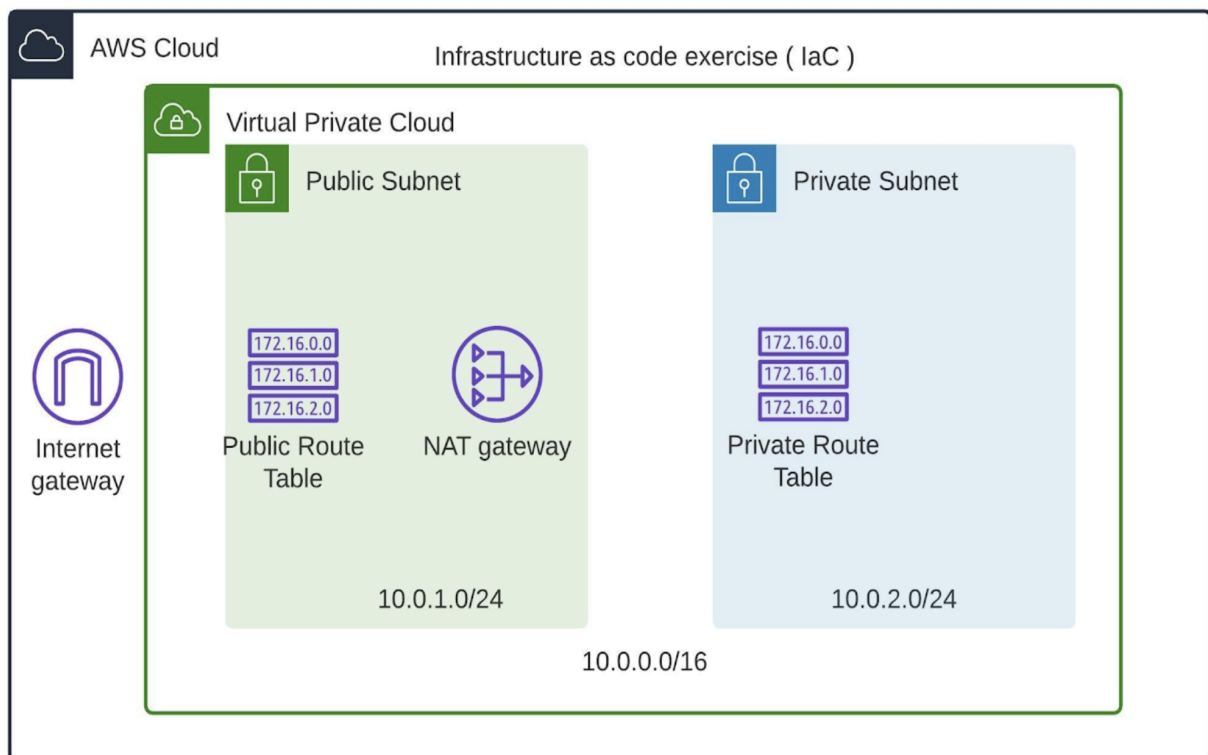 AWS Cloud
Infrastructure as code exercise ( IaC )
Virtual Private Cloud
Public Subnet
Private Subnet
172.16.0.0
172.16.1.0
172.16.2.0
172.16.0.0
172.16.1.0
172.16.2.0
Internet
gateway
Public Route
Table
NAT gateway
Private Route
Table
10.0.1.0/24
10.0.2.0/24
10.0.0.0/16